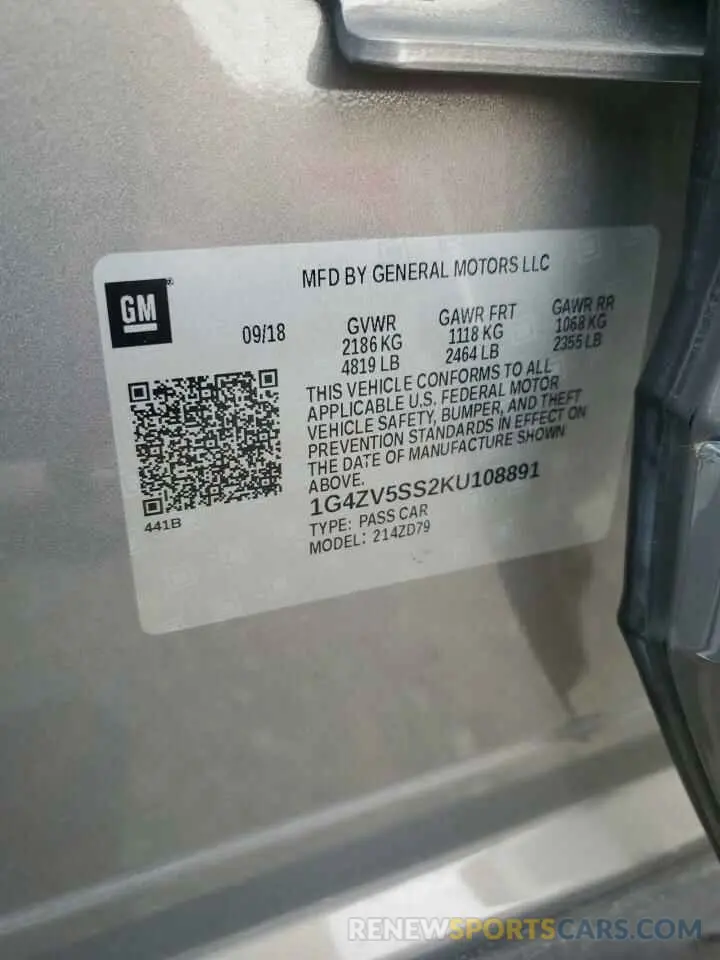 MFD BY GENERAL MOTORS LLC
GM®
09/18
GVWR
2186 KG
4819 LB
GAWR FRT
1118 KG
2464 LB
GAWR RR
1068 KG
2355 LB
THIS VEHICLE CONFORMS TO ALL
APPLICABLE U.S. FEDERAL MOTOR
VEHICLE SAFETY, BUMPER, AND THEFT
PREVENTION STANDARDS IN EFFECT ON
THE DATE OF MANUFACTURE SHOWN
ABOVE.
1G4ZV5SS2KU108891
TYPE: PASS CAR
MODEL: 214ZD79
441B
RENEWSPORTSCARS.COM